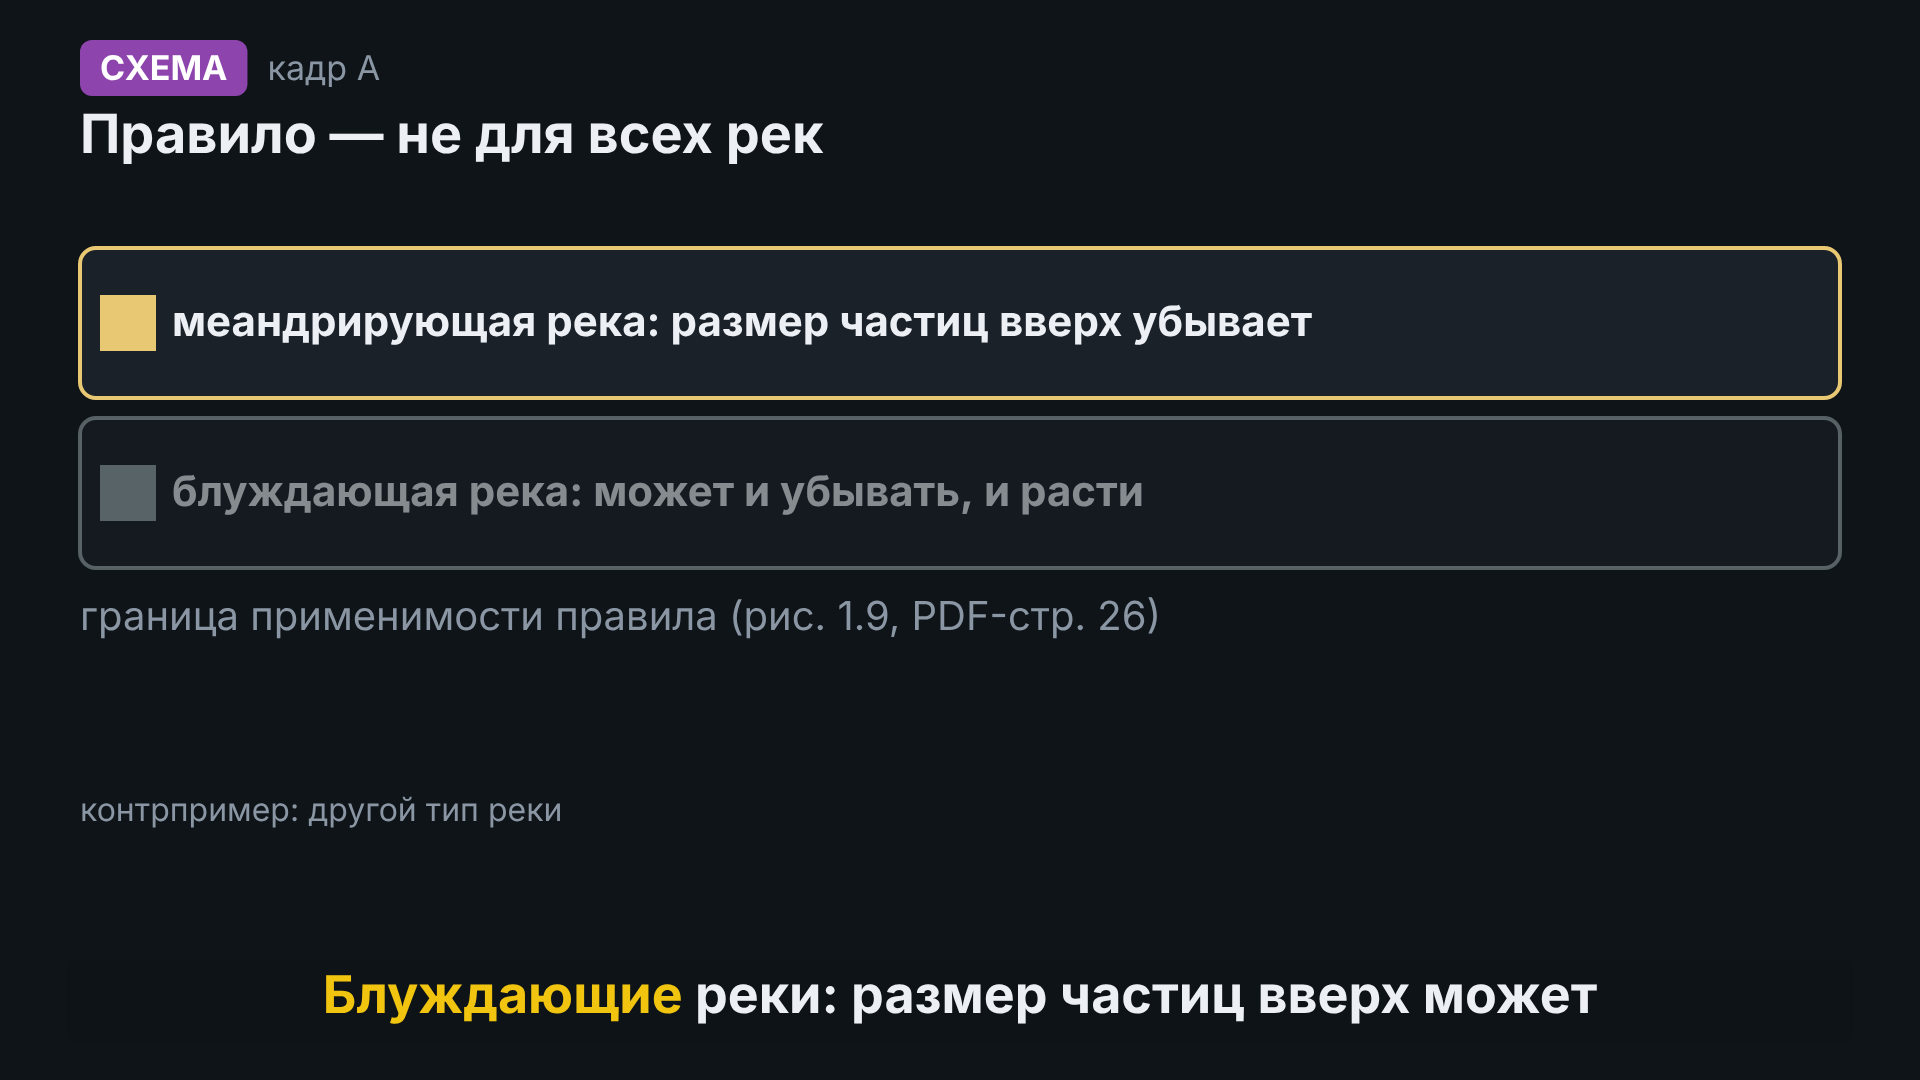 СХЕМА кадр А
Правило — не для всех рек
меандрирующая река: размер частиц вверх убывает
блуждающая река: может и убывать, и расти
граница применимости правила (рис. 1.9, PDF-стр. 26)
контрпример: другой тип реки
Блуждающие реки: размер частиц вверх может